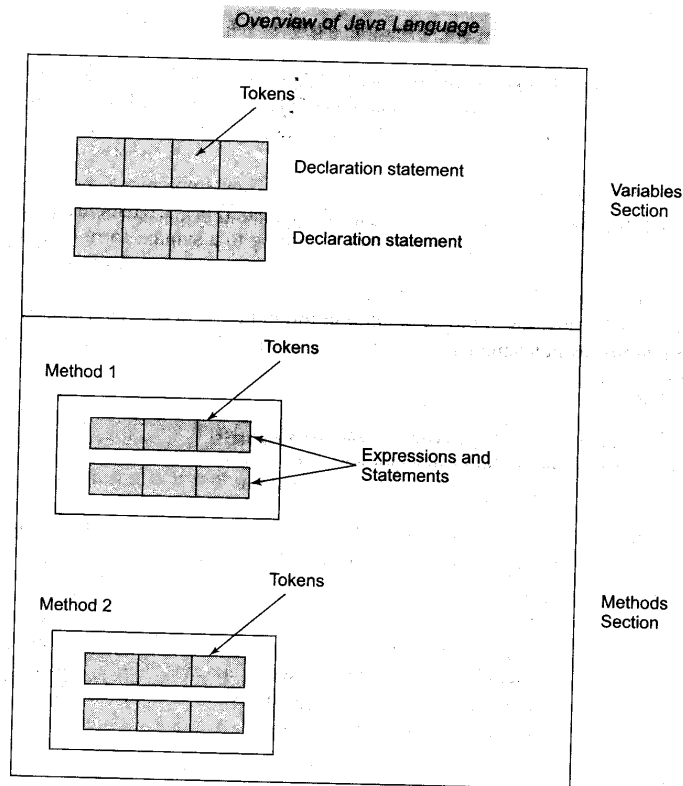 Overview of Java Language
Tokens
Declaration statement
Variables
Section
Declaration statement
Tokens
Method 1
Expressions and
Statements
Tokens
Method 2
Methods
Section